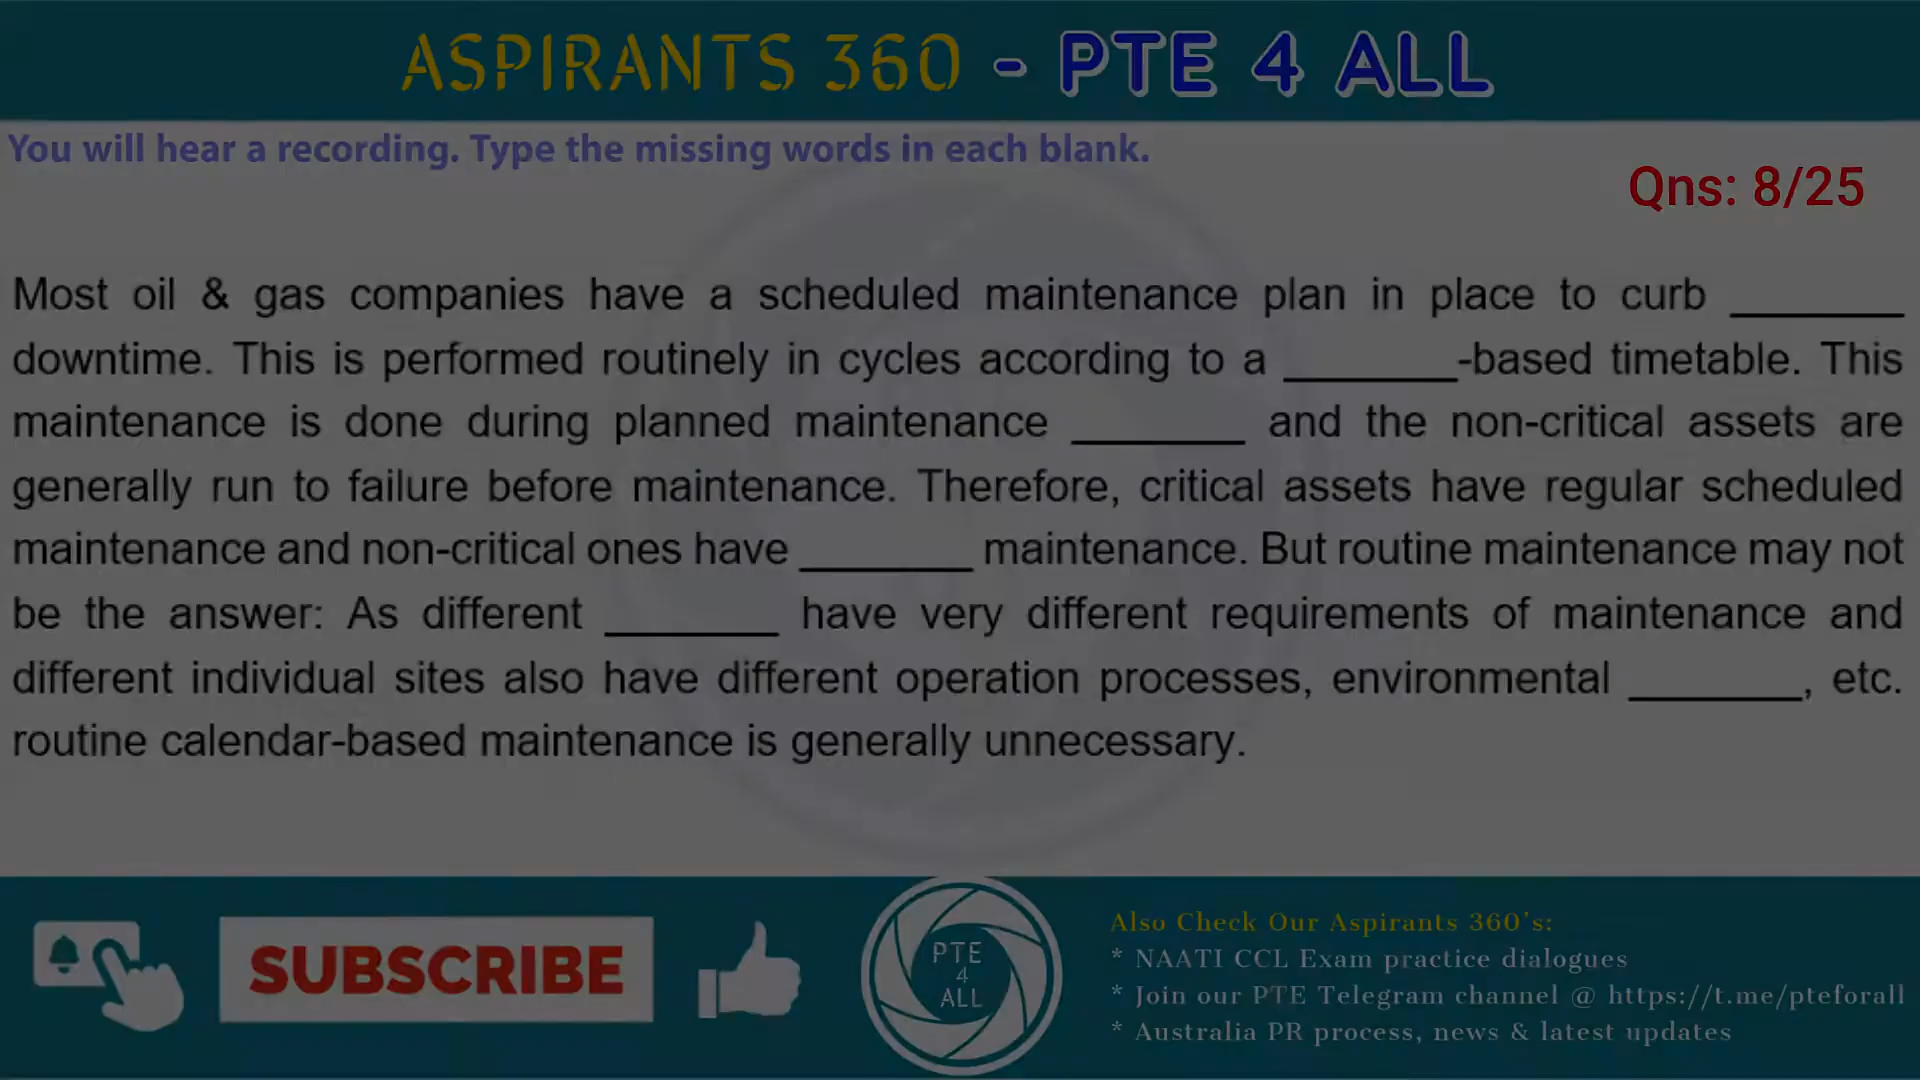 ASPIRANTS 360 - PTE 4 ALL
You will hear a recording. Type the missing words in each blank.
Qns: 8/25
Most oil & gas companies have a scheduled maintenance plan in place to curb ________
downtime. This is performed routinely in cycles according to a ________-based timetable. This
maintenance is done during planned maintenance ________ and the non-critical assets are
generally run to failure before maintenance. Therefore, critical assets have regular scheduled
maintenance and non-critical ones have ________ maintenance. But routine maintenance may not
be the answer: As different ________ have very different requirements of maintenance and
different individual sites also have different operation processes, environmental ________, etc.
routine calendar-based maintenance is generally unnecessary.
SUBSCRIBE
PTE
4
ALL
Also Check Our Aspirants 360's:
* NAATI CCL Exam practice dialogues
* Join our PTE Telegram channel @ https://t.me/pteforall
* Australia PR process, news & latest updates